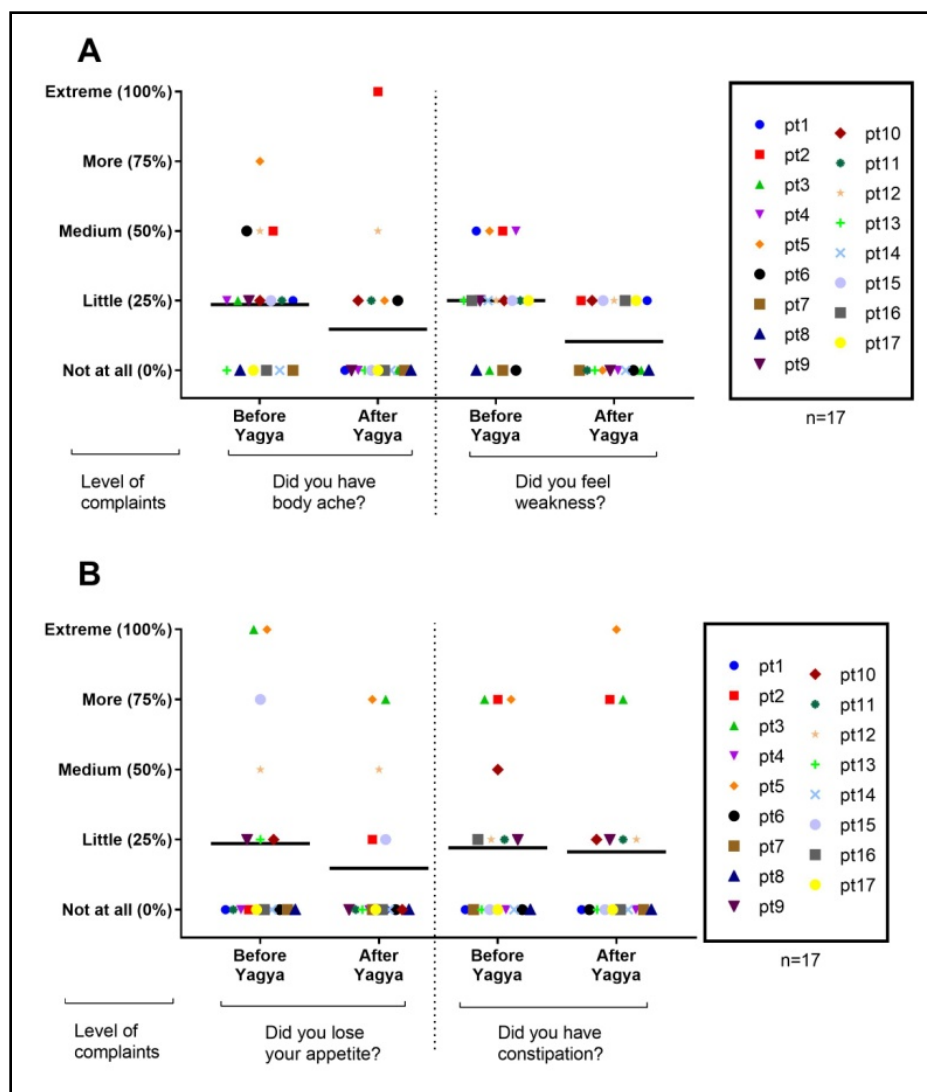 A
Extreme (100%)
More (75%)
Medium (50%)
Little (25%)
Not at all (0%)
Before
Yagya
After
Yagya
Before
Yagya
After
Yagya
Level of
complaints
Did you have
body ache?
Did you feel
weakness?
pt1
pt2
pt3
pt4
pt5
pt6
pt7
pt8
pt9
pt10
pt11
pt12
pt13
pt14
pt15
pt16
pt17
n=17
B
Extreme (100%)
More (75%)
Medium (50%)
Little (25%)
Not at all (0%)
Before
Yagya
After
Yagya
Before
Yagya
After
Yagya
Level of
complaints
Did you lose
your appetite?
Did you have
constipation?
pt1
pt2
pt3
pt4
pt5
pt6
pt7
pt8
pt9
pt10
pt11
pt12
pt13
pt14
pt15
pt16
pt17
n=17